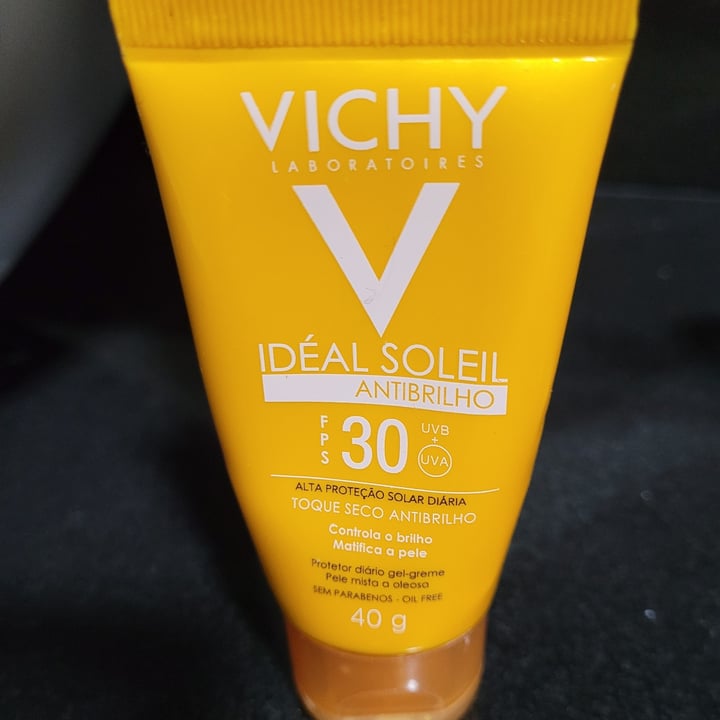 VICHY
LABORATOIRES
V
IDÉAL SOLEIL
ANTIBRILHO
FPS 30 UVB + UVA
ALTA PROTEÇÃO SOLAR DIÁRIA
TOQUE SECO ANTIBRILHO
Controla o brilho
Matifica a pele
Protetor diário gel-greme
Pele mista a oleosa
SEM PARABENOS - OIL FREE
40 g